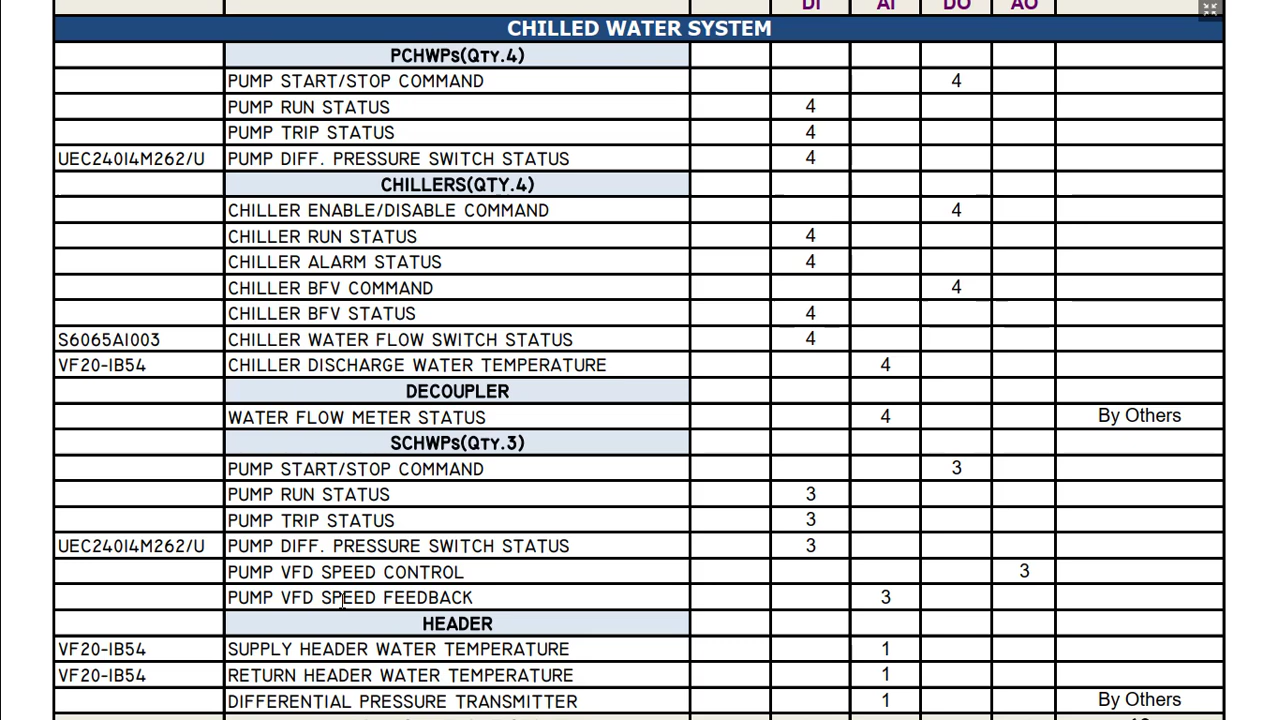 DI AI DO AO
CHILLED WATER SYSTEM
PCHWPs(QTY.4)
PUMP START/STOP COMMAND 4
PUMP RUN STATUS 4
PUMP TRIP STATUS 4
UEC24014M262/U PUMP DIFF. PRESSURE SWITCH STATUS 4
CHILLERS(QTY.4)
CHILLER ENABLE/DISABLE COMMAND 4
CHILLER RUN STATUS 4
CHILLER ALARM STATUS 4
CHILLER BFV COMMAND 4
CHILLER BFV STATUS 4
S6065A1003 CHILLER WATER FLOW SWITCH STATUS 4
VF20-1B54 CHILLER DISCHARGE WATER TEMPERATURE 4
DECOUPLER
WATER FLOW METER STATUS 4 By Others
SCHWPs(QTY.3)
PUMP START/STOP COMMAND 3
PUMP RUN STATUS 3
PUMP TRIP STATUS 3
UEC24014M262/U PUMP DIFF. PRESSURE SWITCH STATUS 3
PUMP VFD SPEED CONTROL 3
PUMP VFD SPEED FEEDBACK 3
HEADER
VF20-1B54 SUPPLY HEADER WATER TEMPERATURE 1
VF20-1B54 RETURN HEADER WATER TEMPERATURE 1
DIFFERENTIAL PRESSURE TRANSMITTER 1 By Others